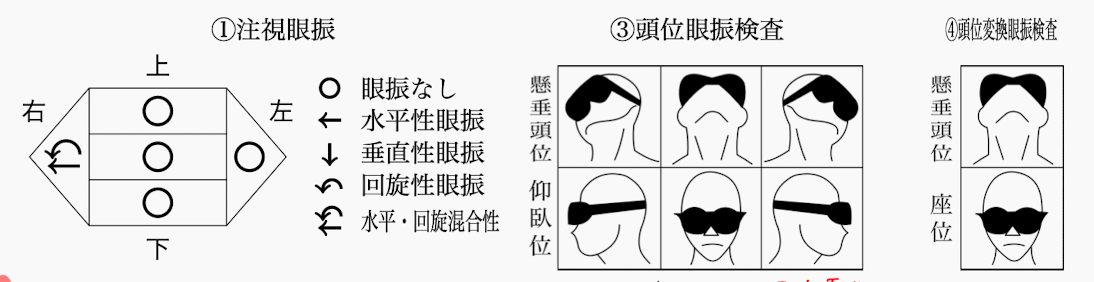 ①注視眼振
上
右
左
下
眼振なし
水平性眼振
垂直性眼振
回旋性眼振
水平・回旋混合性
③頭位眼振検査
懸垂頭位
仰臥位
④頭位変換眼振検査
懸垂頭位
座位